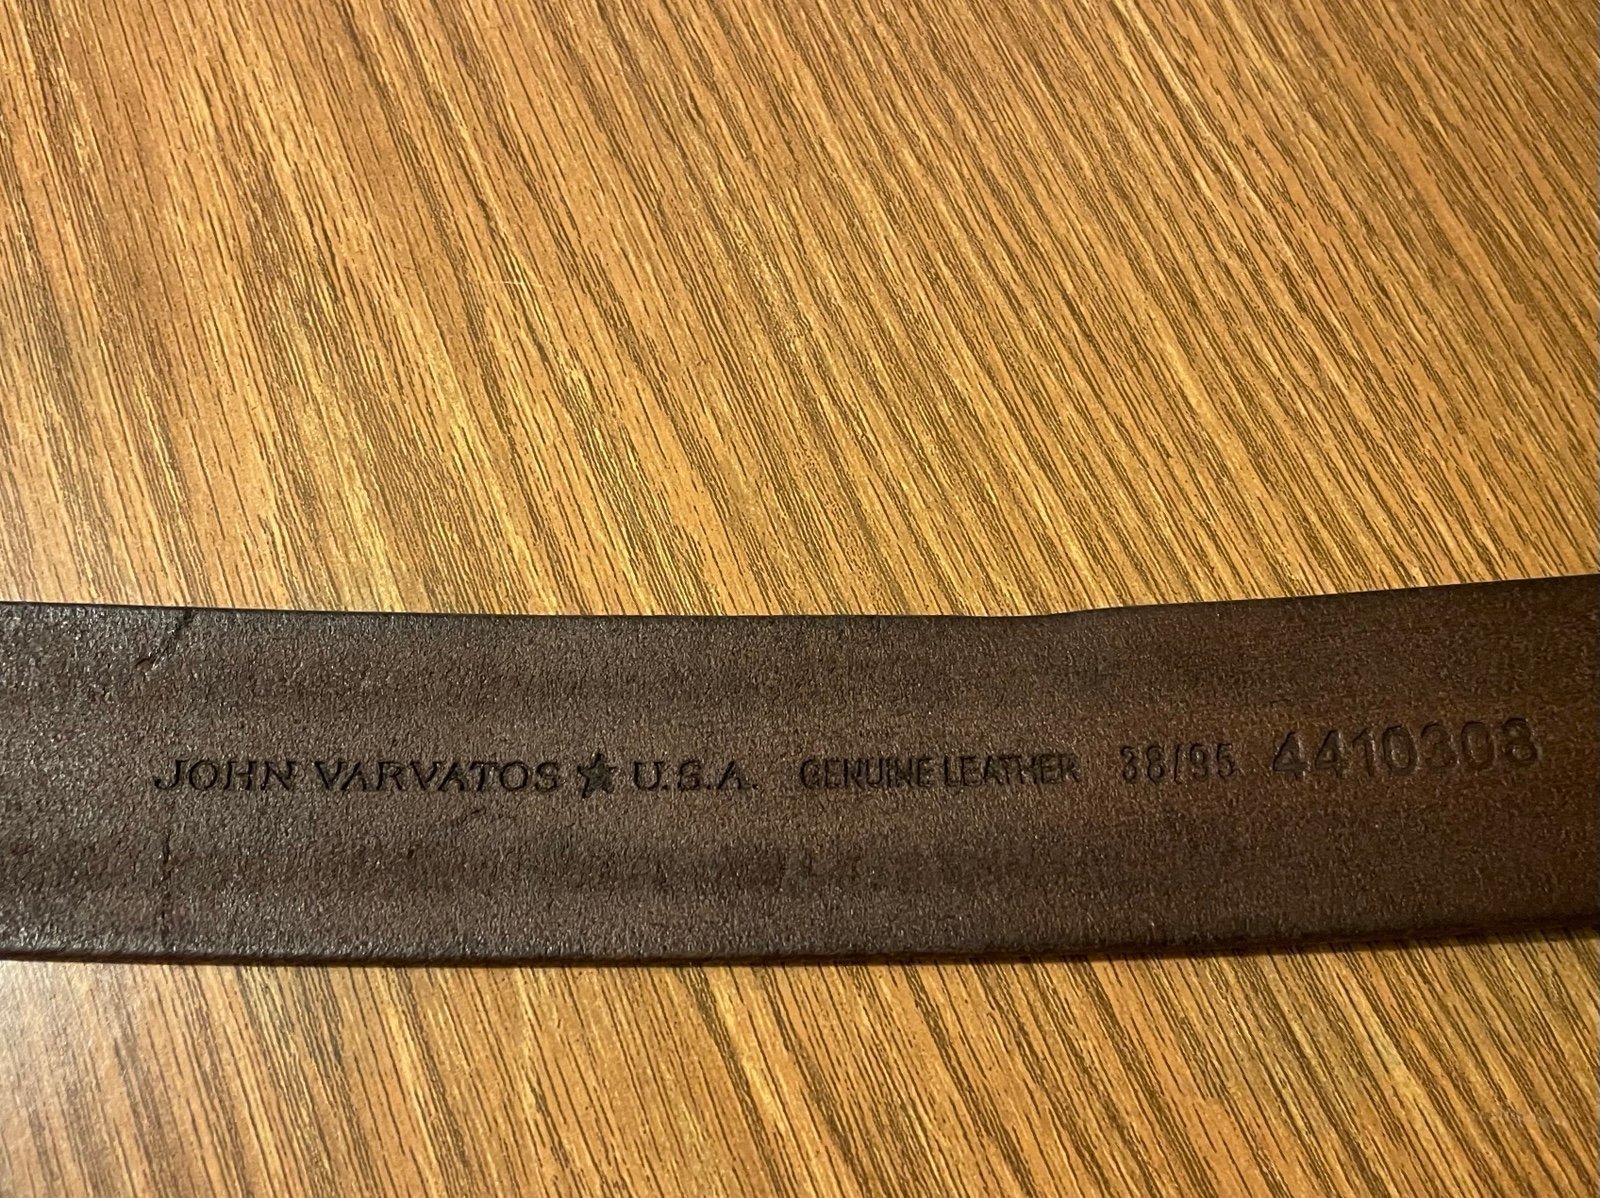 JOHN VARVATOS ★ U.S.A. GENUINE LEATHER 38/95 4410308